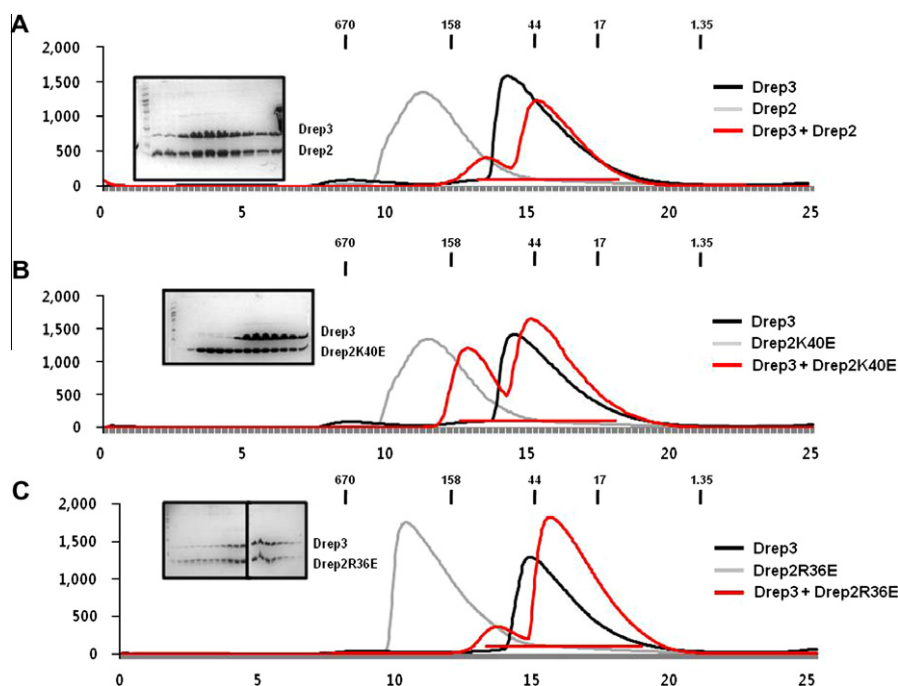 A
670 158 44 17 1.35
2,000
1,500
1,000
500
0
Drep3
Drep2
Drep3
Drep2
Drep3 + Drep2
0 5 10 15 20 25
B
670 158 44 17 1.35
2,000
1,500
1,000
500
0
Drep3
Drep2K40E
Drep3
Drep2K40E
Drep3 + Drep2K40E
0 5 10 15 20 25
C
670 158 44 17 1.35
2,000
1,500
1,000
500
0
Drep3
Drep2R36E
Drep3
Drep2R36E
Drep3 + Drep2R36E
0 5 10 15 20 25